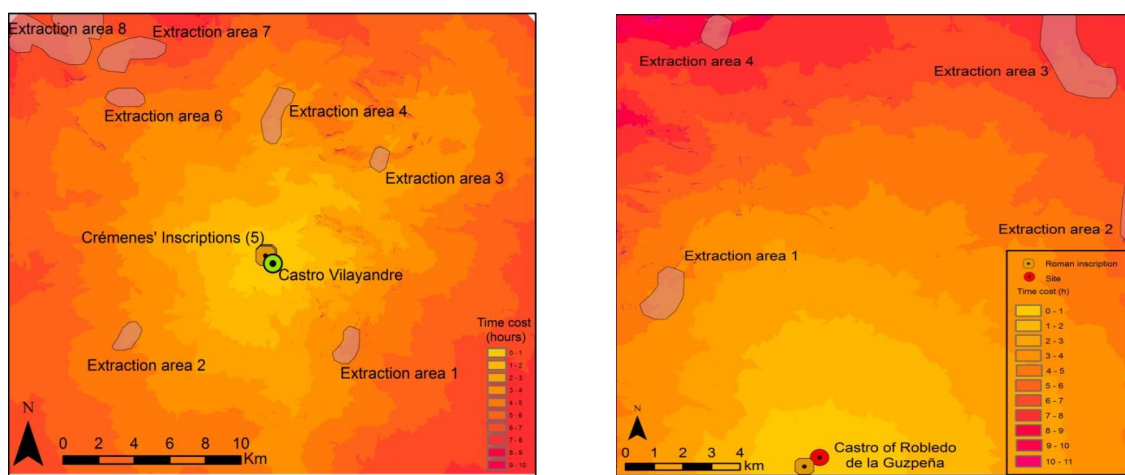 Extraction area 8
Extraction area 7
Extraction area 6
Extraction area 4
Extraction area 3
Crémenes' Inscriptions (5)
Castro Vilayandre
Extraction area 2
Extraction area 1
Time cost
(hours)
0 - 1
1 - 2
2 - 3
3 - 4
4 - 5
5 - 6
6 - 7
7 - 8
8 - 9
9 - 10
N
0 2 4 6 8 10
Km
Extraction area 4
Extraction area 3
Extraction area 2
Extraction area 1
Roman inscription
Site
Time cost (h)
0 - 1
1 - 2
2 - 3
3 - 4
4 - 5
5 - 6
6 - 7
7 - 8
8 - 9
9 - 10
10 - 11
N
0 1 2 3 4
km
Castro of Robledo
de la Guzpeña